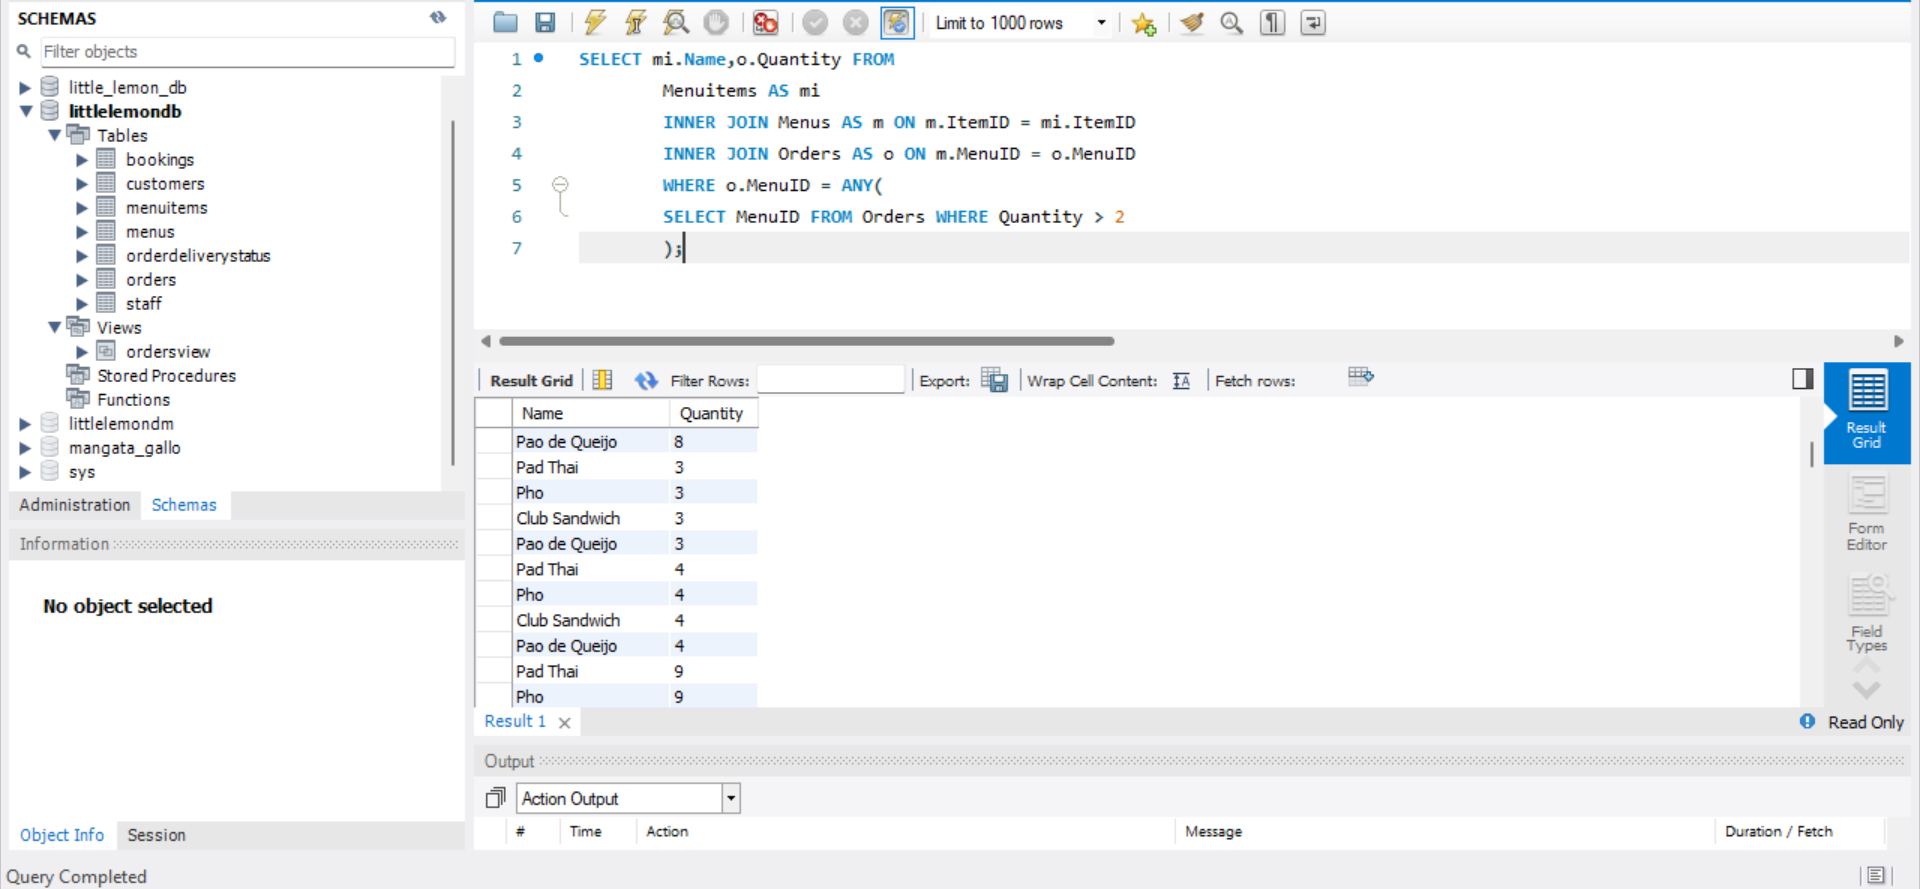 SCHEMAS
Filter objects
little_lemon_db
littlelemondb
Tables
bookings
customers
menuitems
menus
orderdeliverystatus
orders
staff
Views
ordersview
Stored Procedures
Functions
littlelemondm
mangata_gallo
sys
Administration Schemas
Information
No object selected
Object Info Session
Query Completed
Limit to 1000 rows
1 SELECT mi.Name,o.Quantity FROM
2 Menuitems AS mi
3 INNER JOIN Menus AS m ON m.ItemID = mi.ItemID
4 INNER JOIN Orders AS o ON m.MenuID = o.MenuID
5 WHERE o.MenuID = ANY(
6 SELECT MenuID FROM Orders WHERE Quantity > 2
7 );
Result Grid Filter Rows: Export: Wrap Cell Content: Fetch rows:
Name Quantity
Pao de Queijo 8
Pad Thai 3
Pho 3
Club Sandwich 3
Pao de Queijo 3
Pad Thai 4
Pho 4
Club Sandwich 4
Pao de Queijo 4
Pad Thai 9
Pho 9
Result Grid
Form Editor
Field Types
Result 1 Read Only
Output
Action Output
# Time Action Message Duration / Fetch